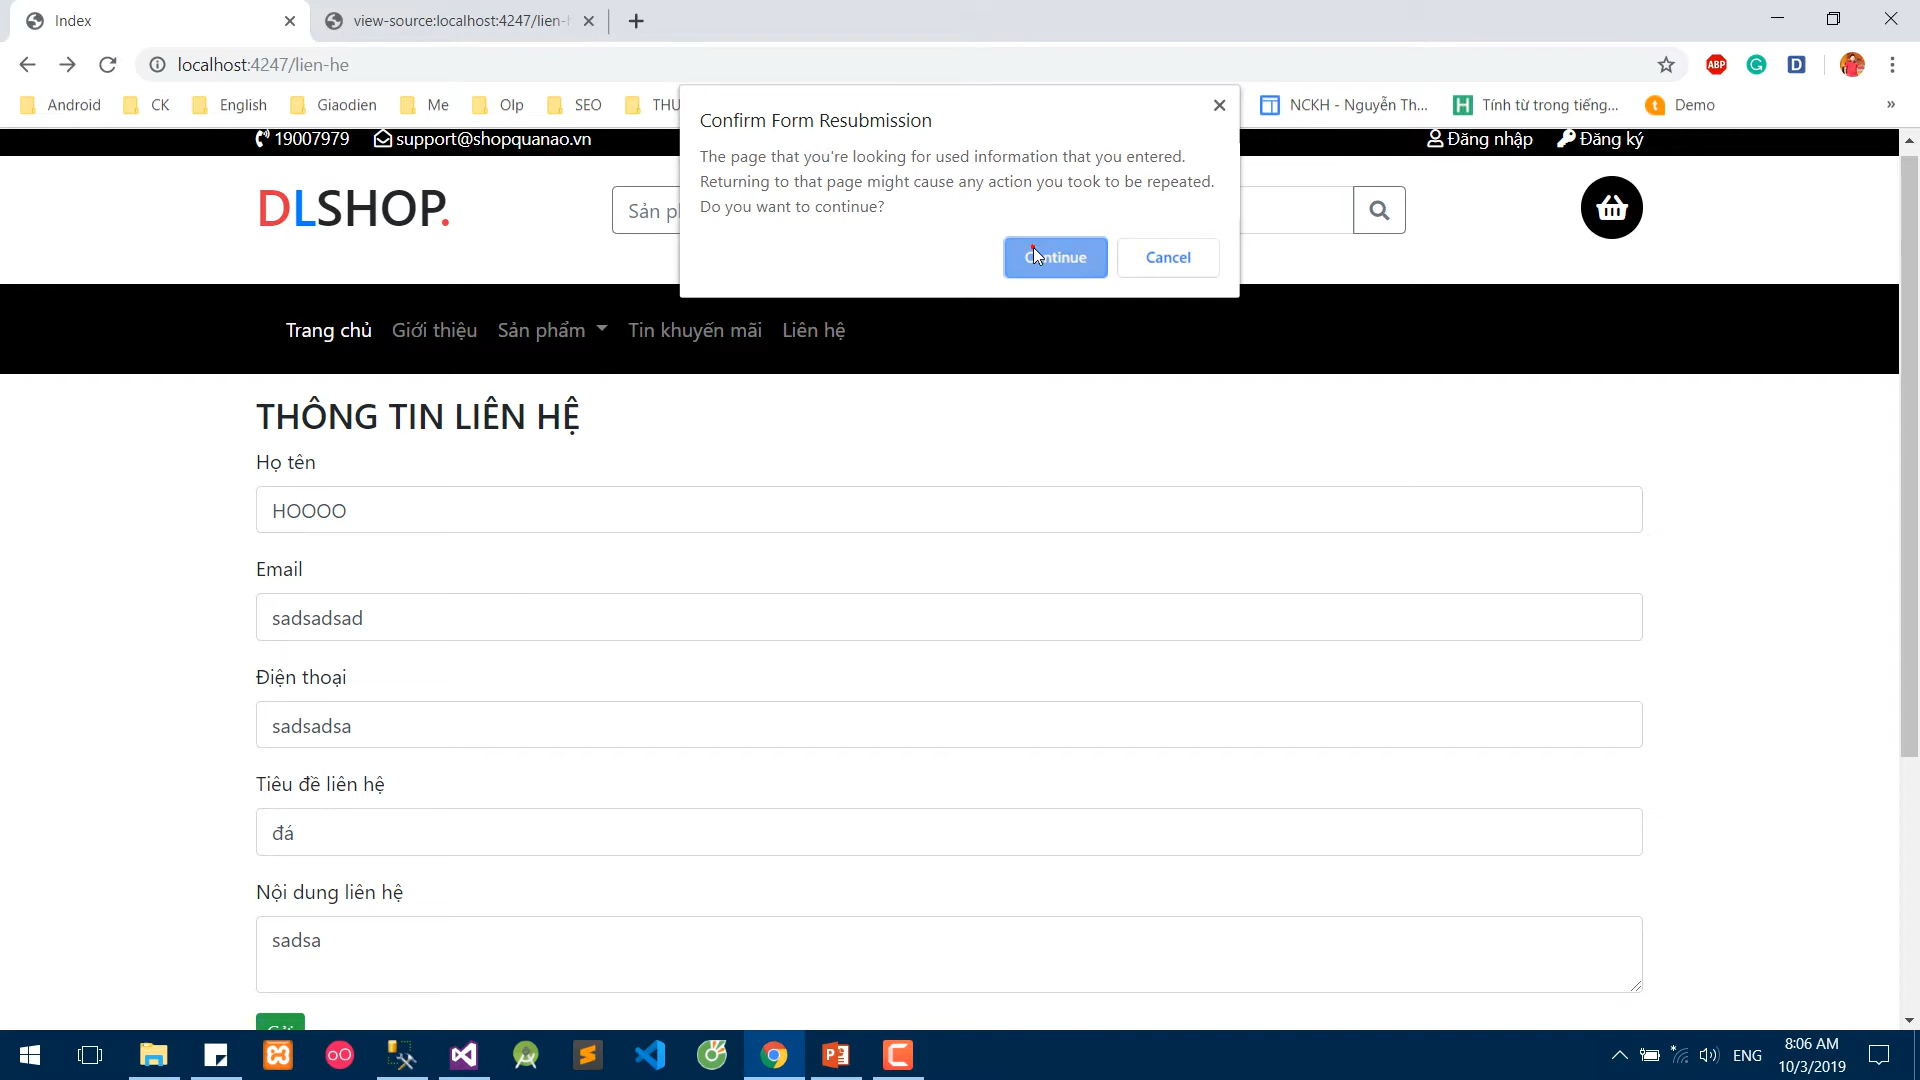 Index
view-source:localhost:4247/lien-
localhost:4247/lien-he
ABP
G
D
Android
CK
English
Giaodien
Me
Olp
SEO
THU
NCKH - Nguyễn Th...
H
Tính từ trong tiếng...
t
Demo
»
19007979
support@shopquanao.vn
Đăng nhập
Đăng ký
Confirm Form Resubmission
The page that you're looking for used information that you entered.
Returning to that page might cause any action you took to be repeated.
Do you want to continue?
Cancel
DLSHOP.
Sản p
Trang chủ
Giới thiệu
Sản phẩm
Tin khuyến mãi
Liên hệ
THÔNG TIN LIÊN HỆ
Họ tên
HOOOO
Email
sadsadsad
Điện thoại
sadsadsa
Tiêu đề liên hệ
đá
Nội dung liên hệ
sadsa
ENG
8:06 AM
10/3/2019